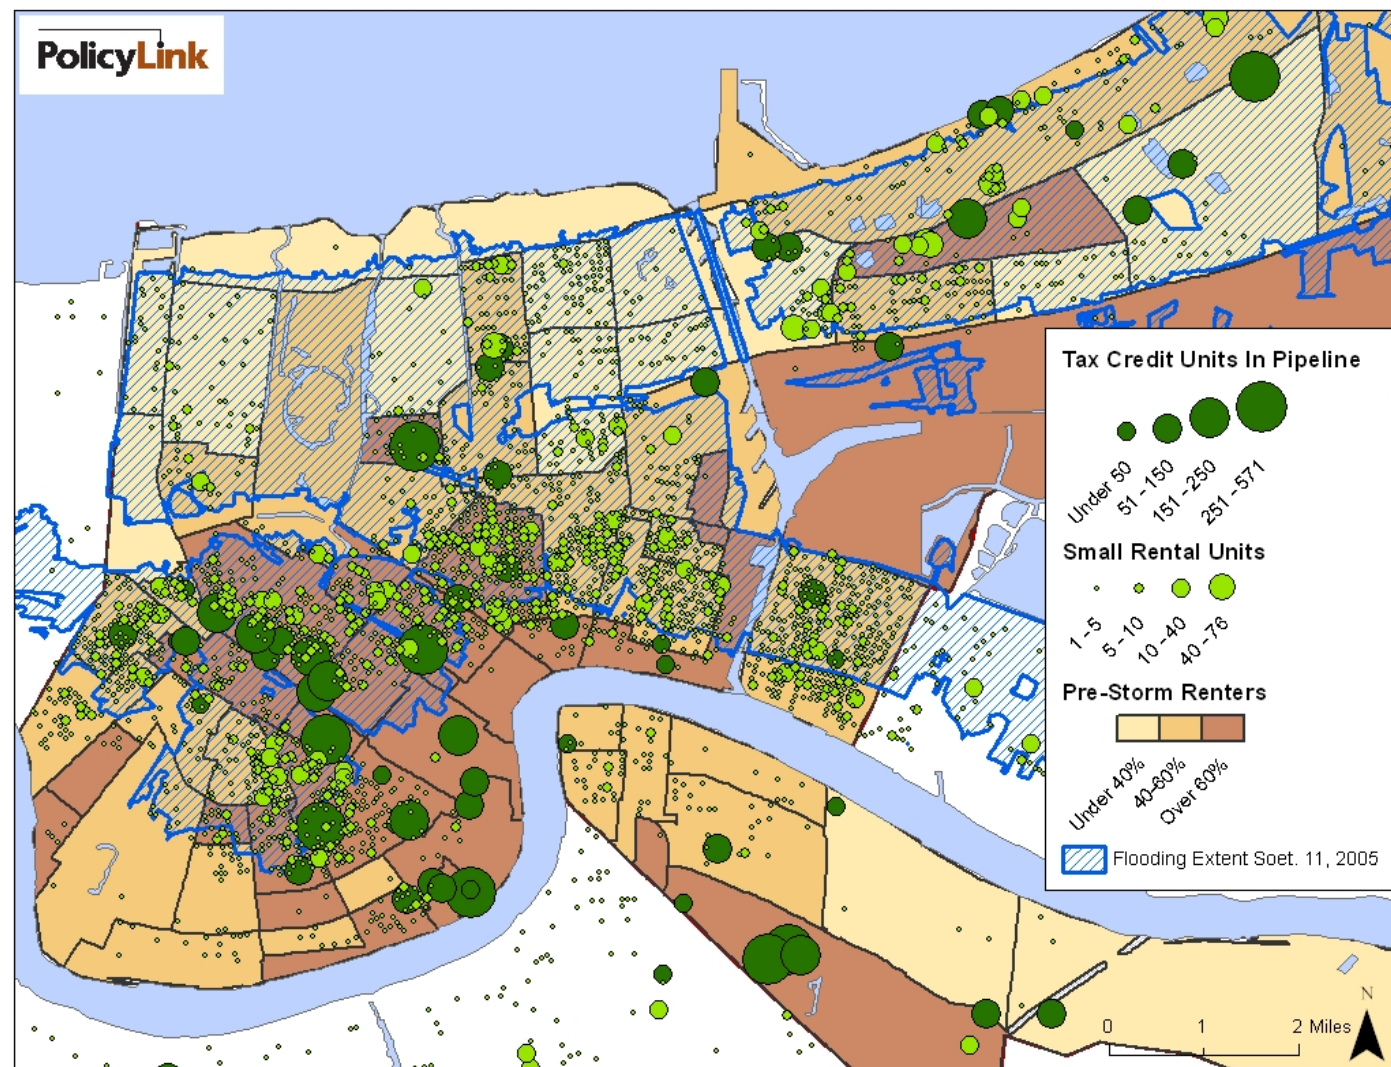 PolicyLink
Tax Credit Units In Pipeline
Under 50
51 - 150
151 - 250
251 - 571
Small Rental Units
1 - 5
5 - 10
10 - 40
40 - 76
Pre-Storm Renters
Under 40%
40-60%
Over 60%
Flooding Extent Soet. 11, 2005
N
0 1 2 Miles